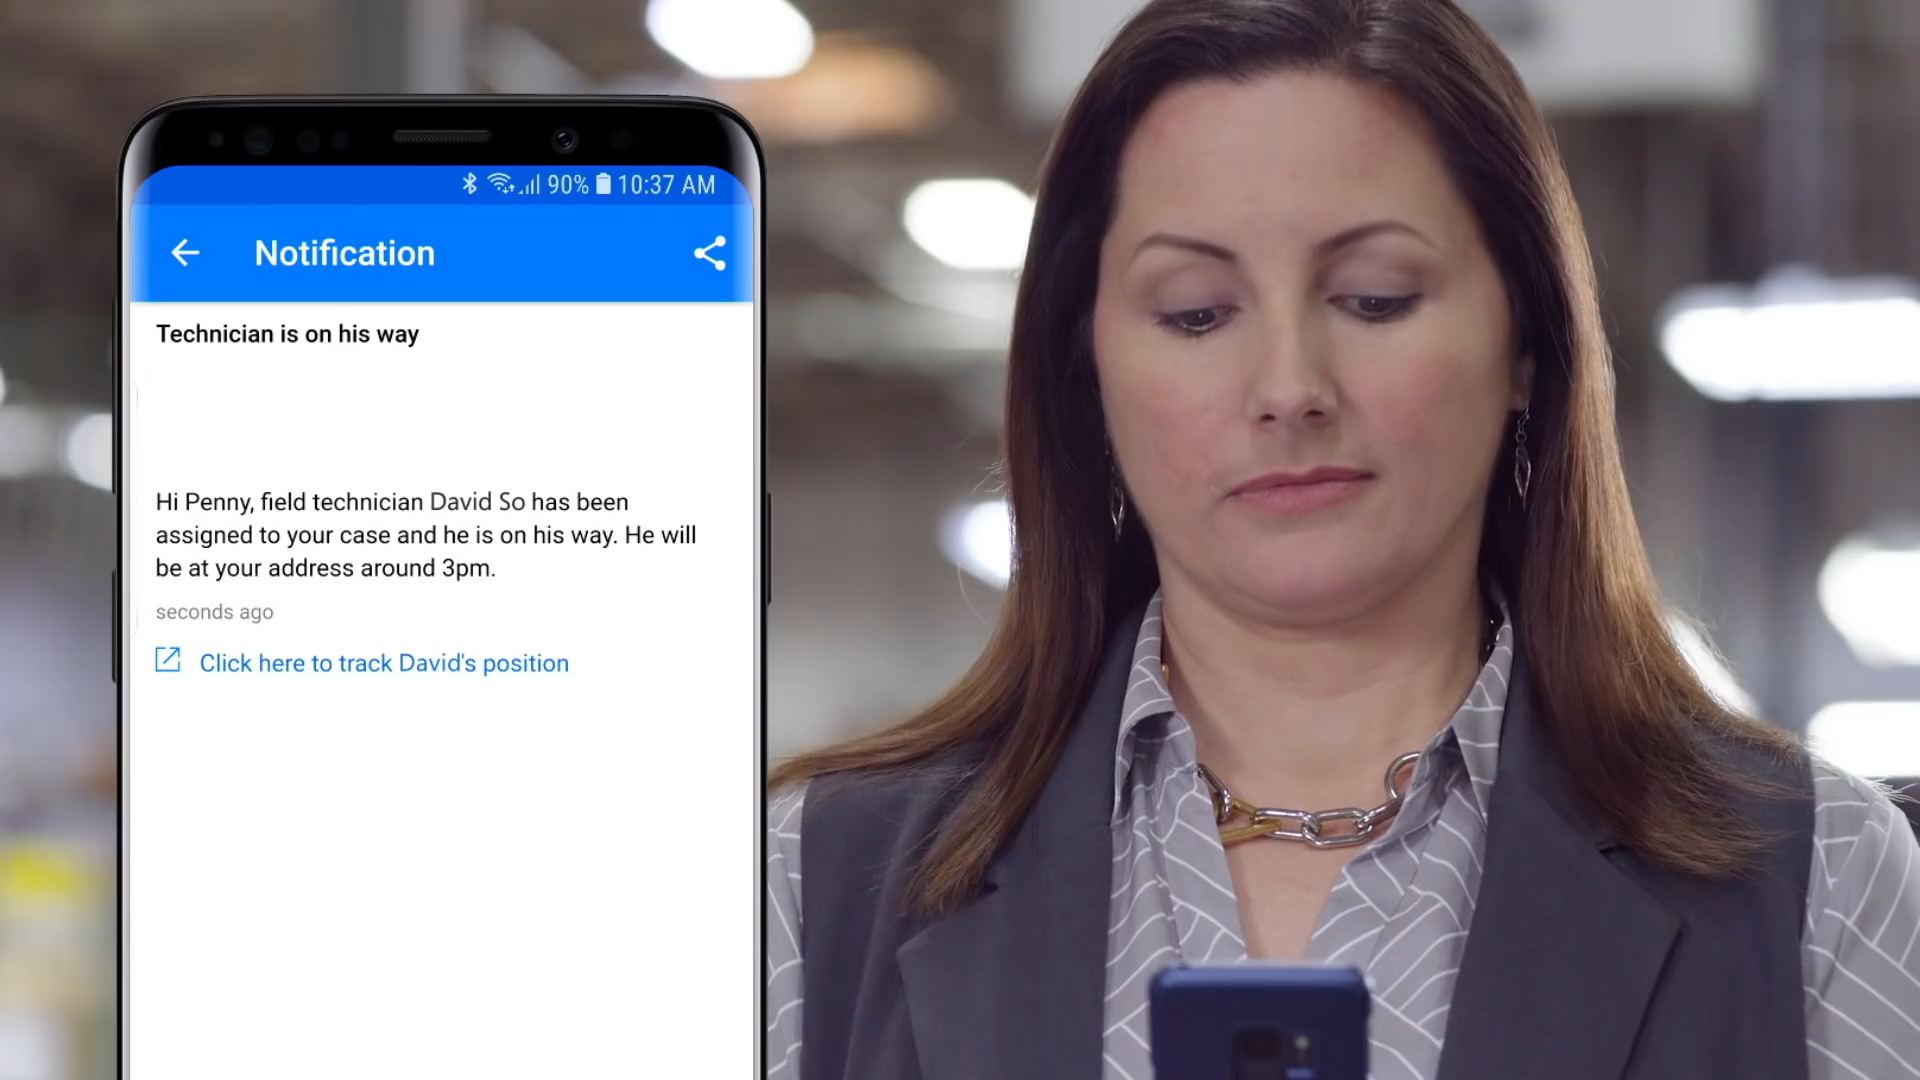 90% 10:37 AM
Notification
Technician is on his way
Hi Penny, field technician David So has been
assigned to your case and he is on his way. He will
be at your address around 3pm.
seconds ago
Click here to track David's position